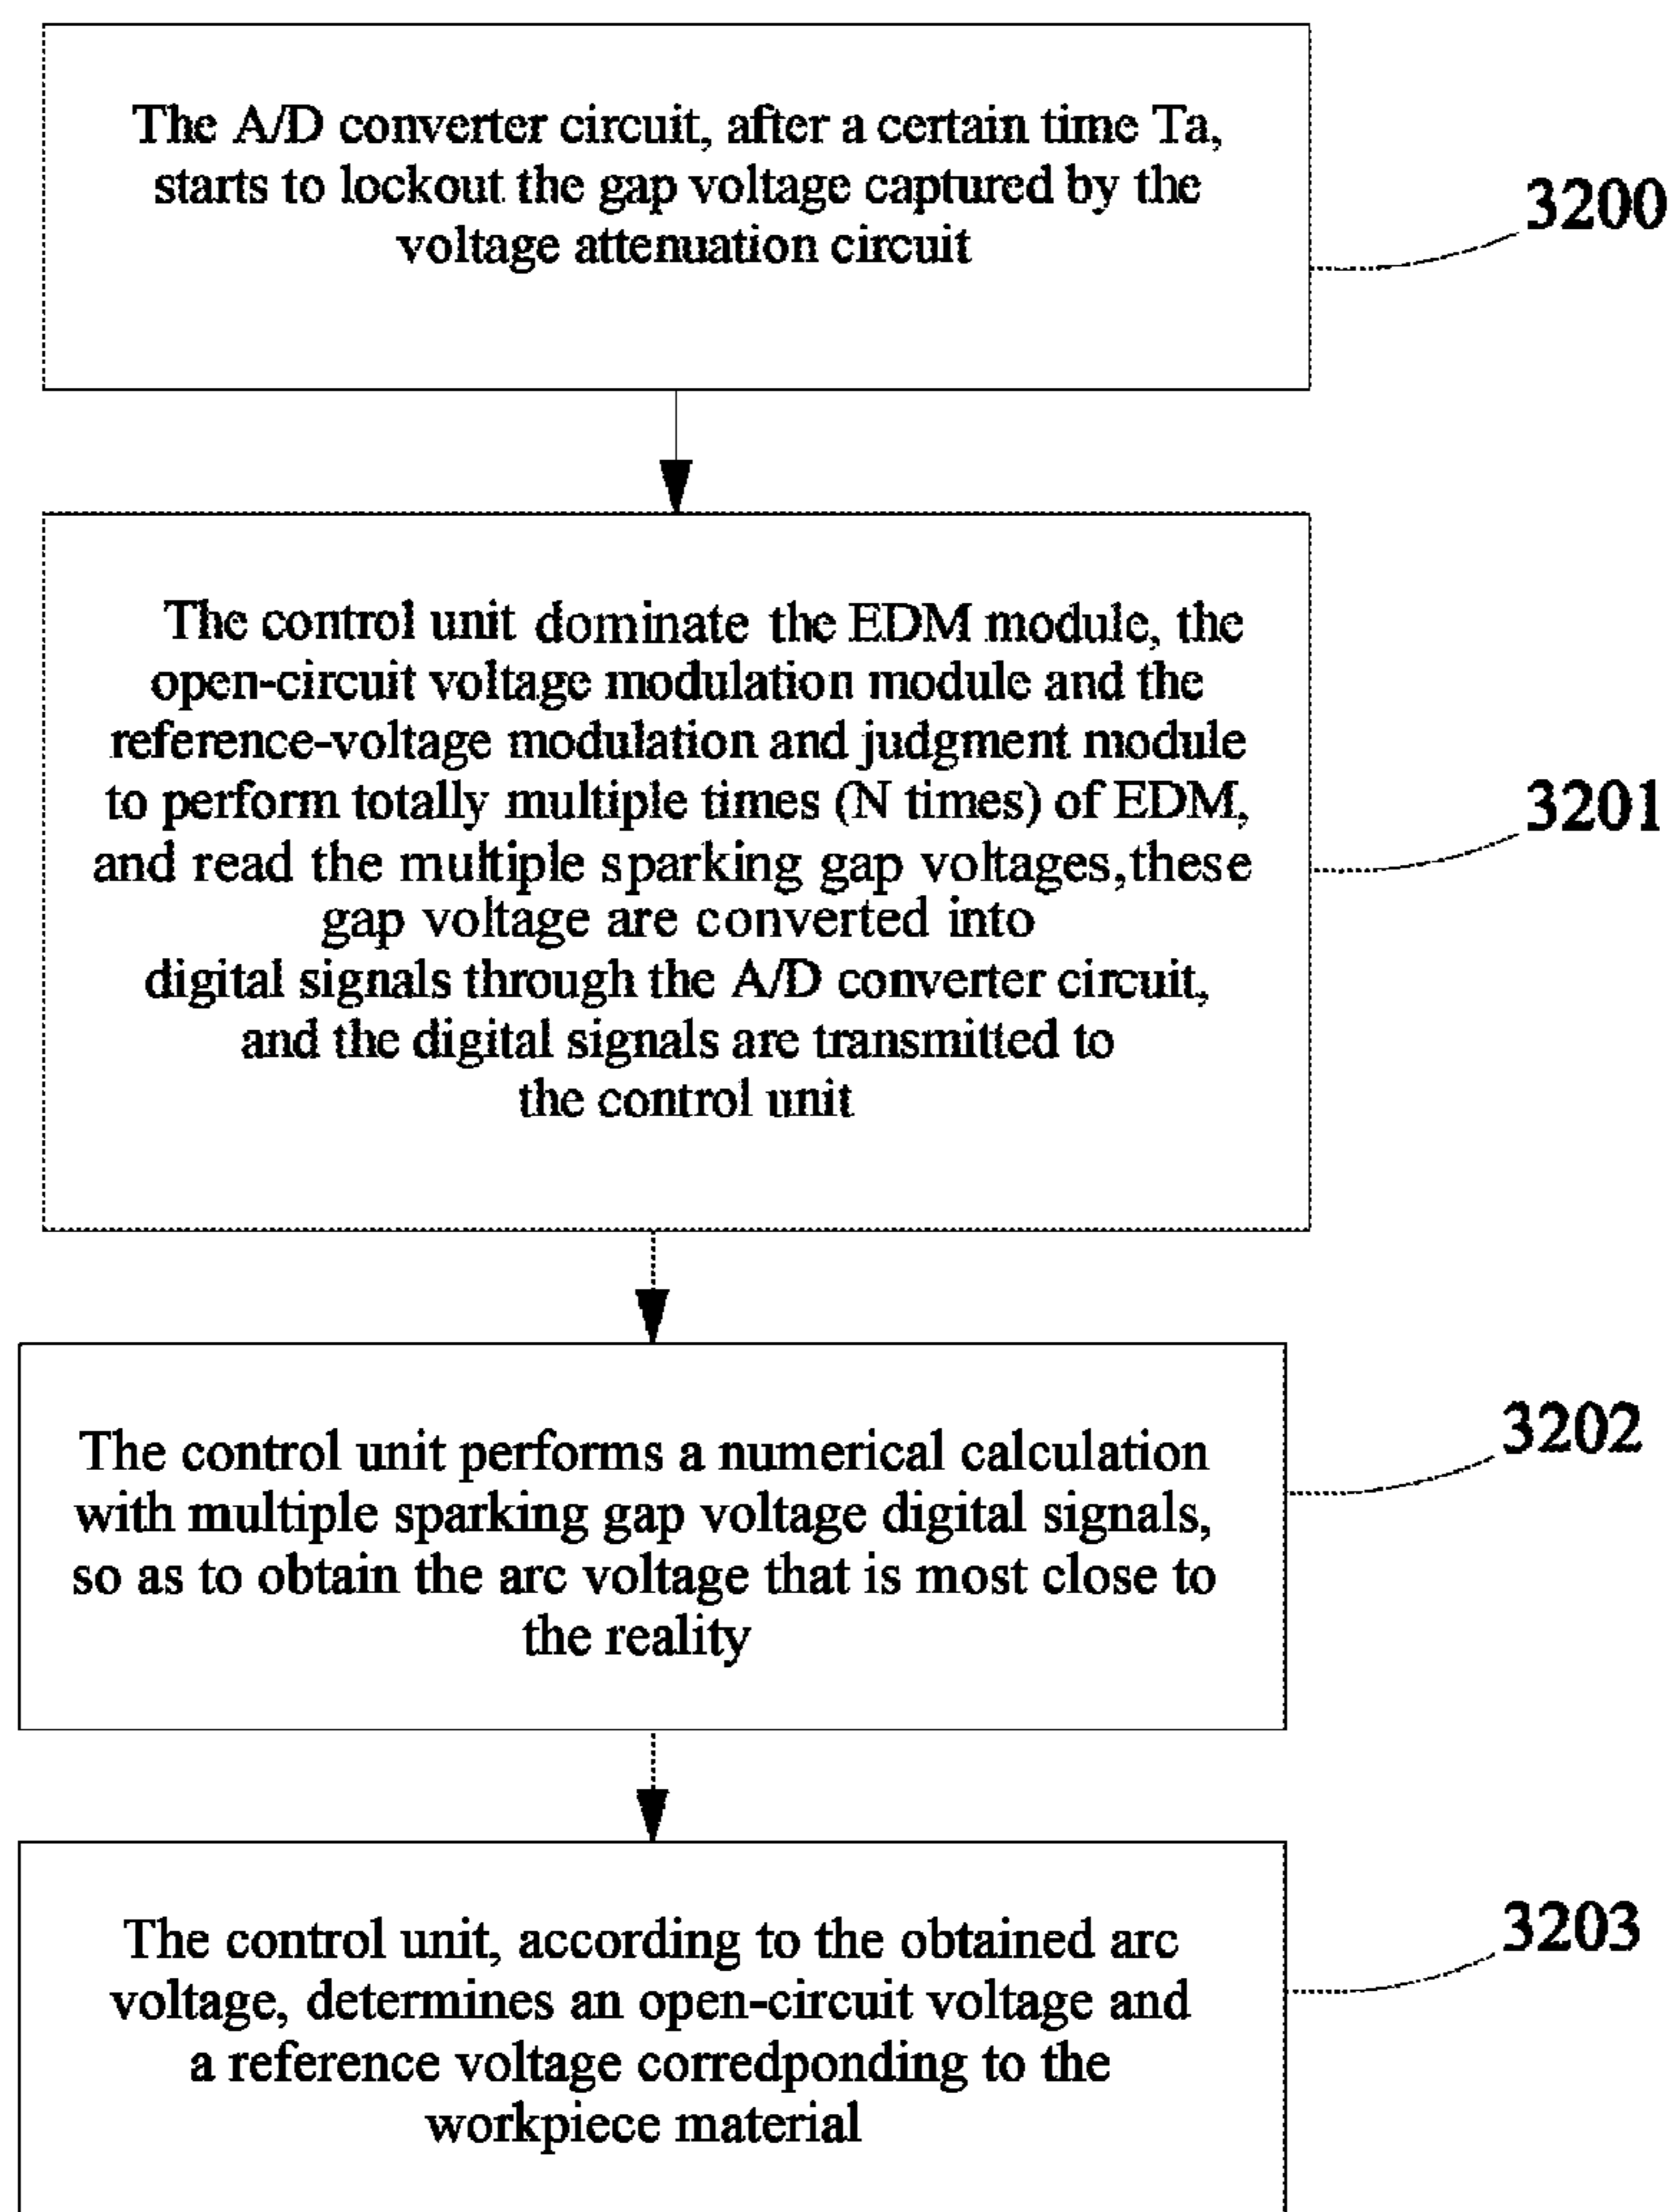 The A/D converter circuit, after a certain time Ta,
starts to lockout the gap voltage captured by the
voltage attenuation circuit
3200
The control unit dominate the EDM module, the
open-circuit voltage modulation module and the
reference-voltage modulation and judgment module
to perform totally multiple times (N times) of EDM,
and read the multiple sparking gap voltages,these
gap voltage are converted into
digital signals through the A/D converter circuit,
and the digital signals are transmitted to
the control unit
3201
The control unit performs a numerical calculation
with multiple sparking gap voltage digital signals,
so as to obtain the arc voltage that is most close to
the reality
3202
The control unit, according to the obtained arc
voltage, determines an open-circuit voltage and
a reference voltage corredponding to the
workpiece material
3203